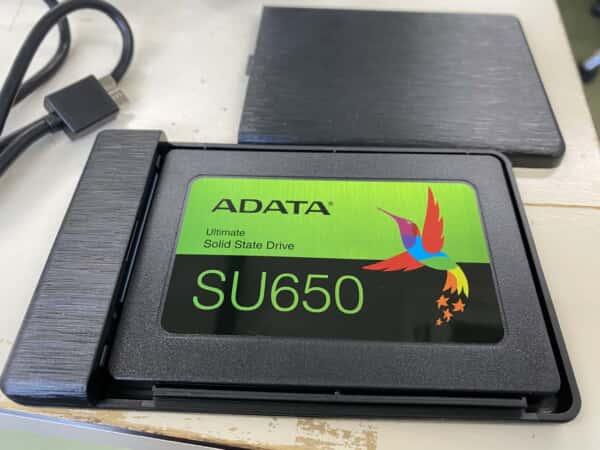 ADATA®
Ultimate
Solid State Drive
SU650